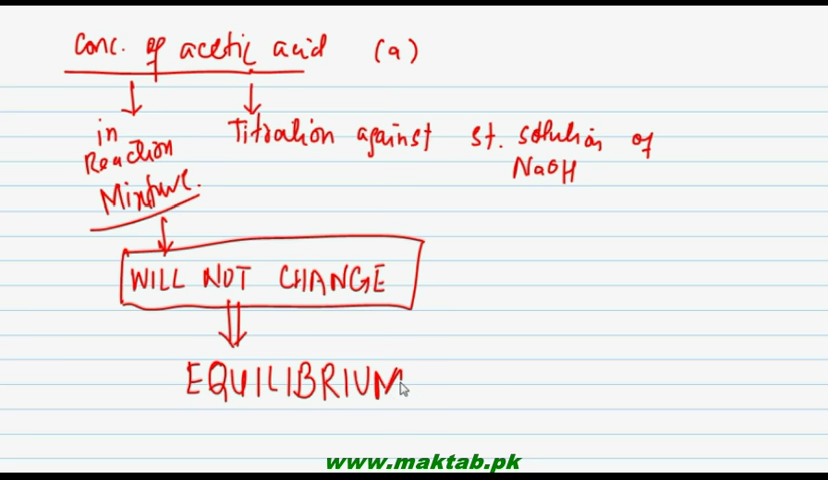 Conc. of acetic acid (a)
in Reaction Mixture.
Titration against st. solution of NaOH
WILL NOT CHANGE
EQUILIBRIUM
www.maktab.pk